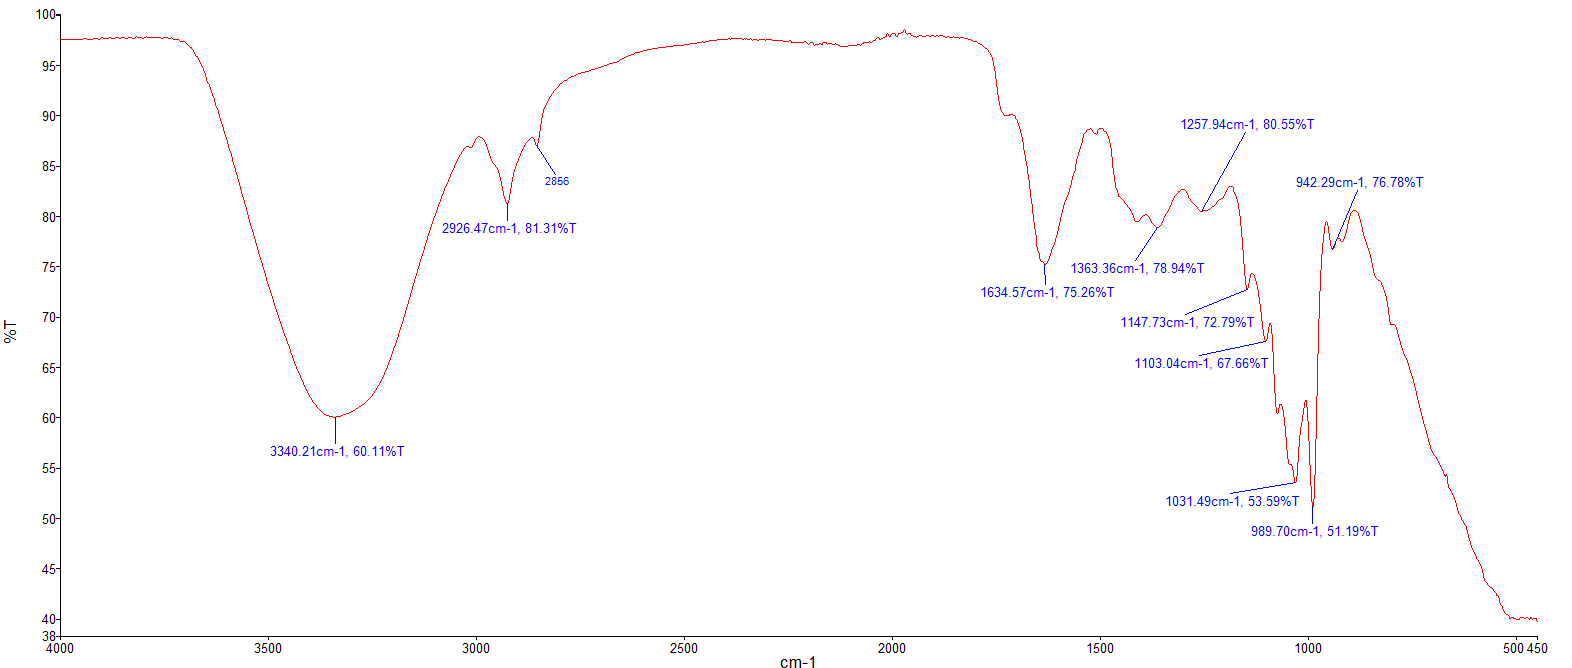 100
95
90
85
80
75
70
65
60
55
50
45
40
38
%T
4000
3500
3000
2500
2000
1500
1000
500 450
cm-1
3340.21cm-1, 60.11%T
2926.47cm-1, 81.31%T
2856
1634.57cm-1, 75.26%T
1363.36cm-1, 78.94%T
1257.94cm-1, 80.55%T
1147.73cm-1, 72.79%T
1103.04cm-1, 67.66%T
1031.49cm-1, 53.59%T
989.70cm-1, 51.19%T
942.29cm-1, 76.78%T